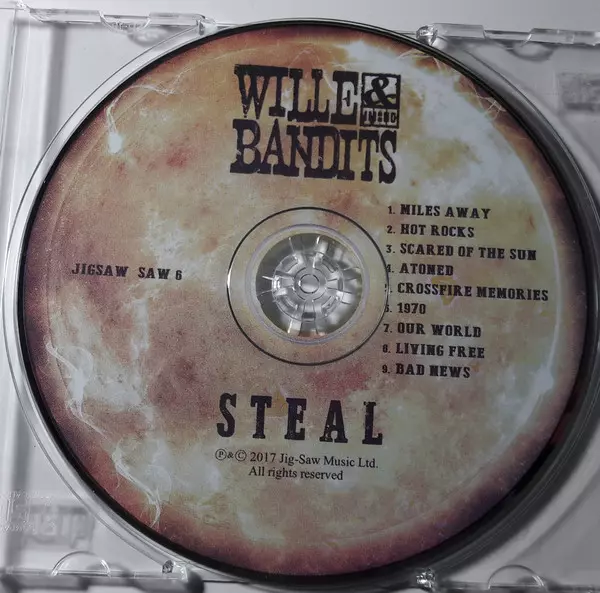 WILLE &
THE
BANDITS
1. MILES AWAY
2. HOT ROCKS
3. SCARED OF THE SUN
4. ATONED
5. CROSSFIRE MEMORIES
6. 1970
7. OUR WORLD
8. LIVING FREE
9. BAD NEWS
JIGSAW SAW 6
STEAL
℗&© 2017 Jig-Saw Music Ltd.
All rights reserved